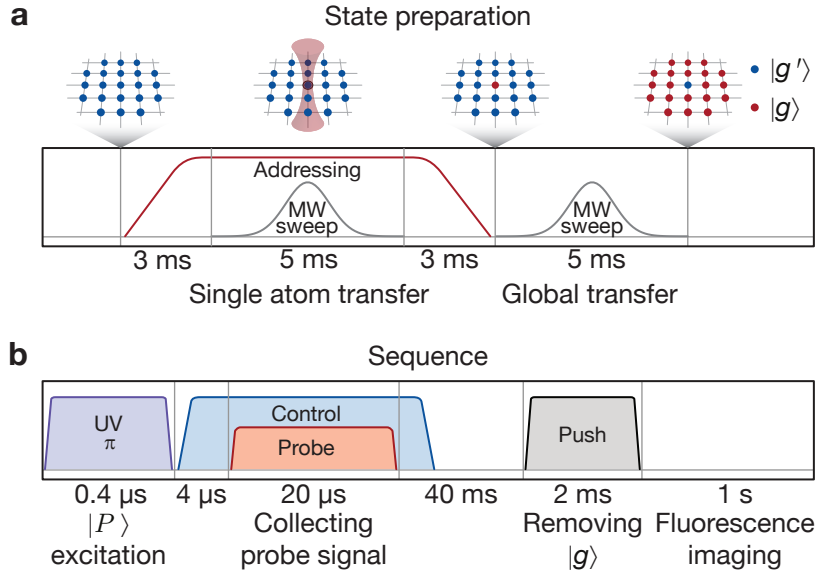 a
State preparation
|g′⟩
|g⟩
Addressing
MW
sweep
MW
sweep
3 ms
5 ms
3 ms
5 ms
Single atom transfer
Global transfer
b
Sequence
UV
π
Control
Probe
Push
0.4 µs
4 µs
20 µs
40 ms
2 ms
1 s
|P⟩
excitation
Collecting
probe signal
Removing
|g⟩
Fluorescence
imaging